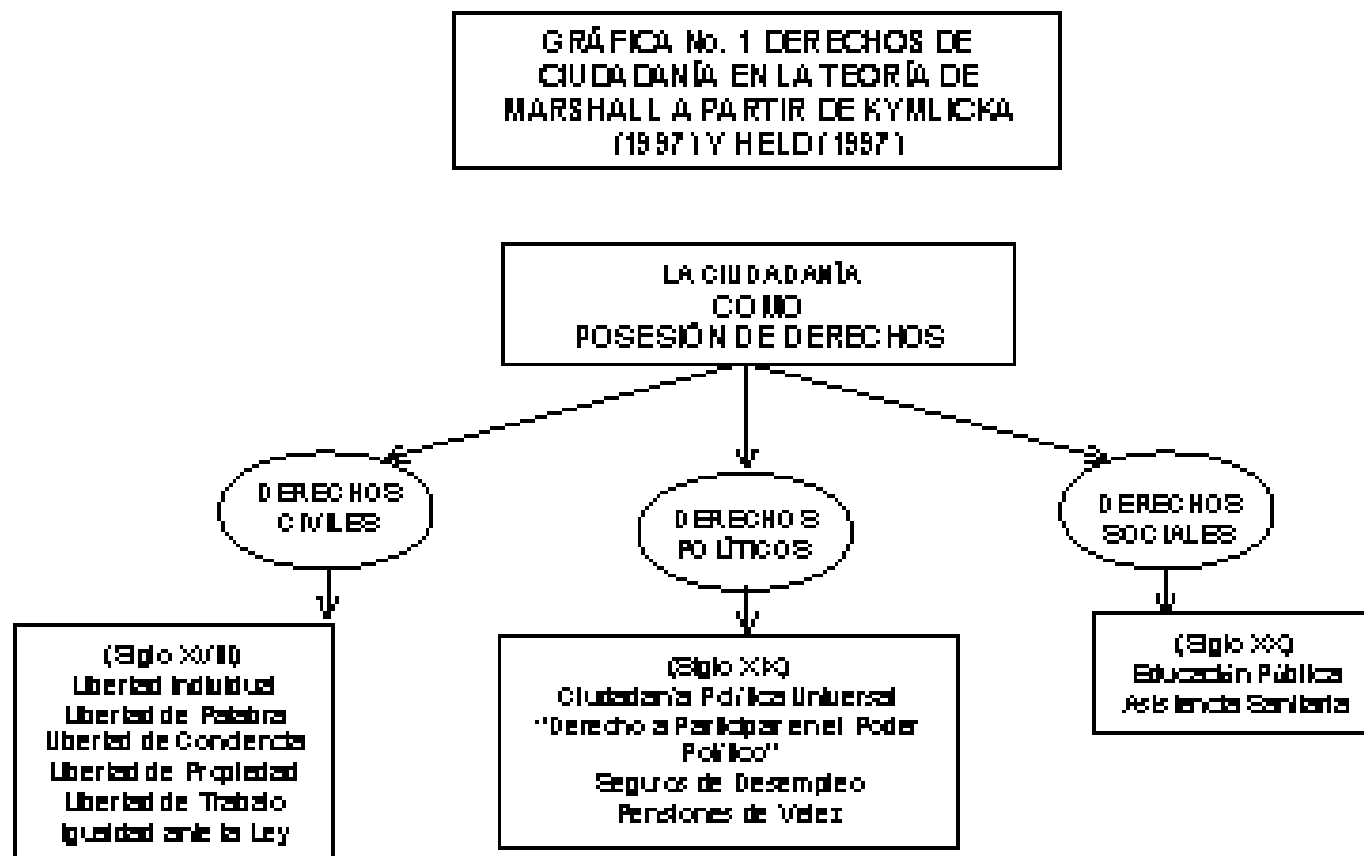 GRÁFICA No. 1 DERECHOS DE
CIUDADANÍA EN LA TEORÍA DE
MARSHALL A PARTIR DE KYMLICKA
(1997) Y HELD (1997)
LA CIUDADANÍA
COMO
POSESIÓN DE DERECHOS
DERECHOS
CIVILES
DERECHOS
POLÍTICOS
DERECHOS
SOCIALES
(Siglo XVIII)
Libertad Individual
Libertad de Palabra
Libertad de Conciencia
Libertad de Propiedad
Libertad de Trabajo
Igualdad ante la Ley
(Siglo XIX)
Ciudadanía Política Universal
"Derecho a Participar en el Poder
Político"
Seguros de Desempleo
Pensiones de Vejez
(Siglo XX)
Educación Pública
Asistencia Sanitaria